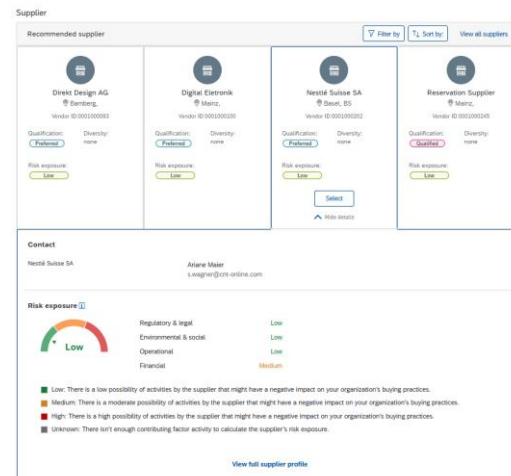 Supplier
Recommended supplier
Filter by
Sort by:
View all suppliers
Direkt Design AG
Bamberg,
Vendor ID:0001000093
Qualification:
Diversity:
Preferred
none
Risk exposure:
Low
Digital Eletronik
Mainz,
Vendor ID:0001000100
Qualification:
Diversity:
Preferred
none
Risk exposure:
Low
Nestlé Suisse SA
Basel, BS
Vendor ID:0001000202
Qualification:
Diversity:
Preferred
none
Risk exposure:
Low
Select
Hide details
Reservation Supplier
Mainz,
Vendor ID:0001000245
Qualification:
Diversity:
Qualified
none
Risk exposure:
Low
Contact
Nestlé Suisse SA
Ariane Maier
s.wagner@cnt-online.com
Risk exposure
Low
Regulatory & legal Low
Environmental & social Low
Operational Low
Financial Medium
Low: There is a low possibility of activities by the supplier that might have a negative impact on your organization's buying practices.
Medium: There is a moderate possibility of activities by the supplier that might have a negative impact on your organization's buying practices.
High: There is a high possibility of activities by the supplier that might have a negative impact on your organization's buying practices.
Unknown: There isn't enough contributing factor activity to calculate the supplier's risk exposure.
View full supplier profile